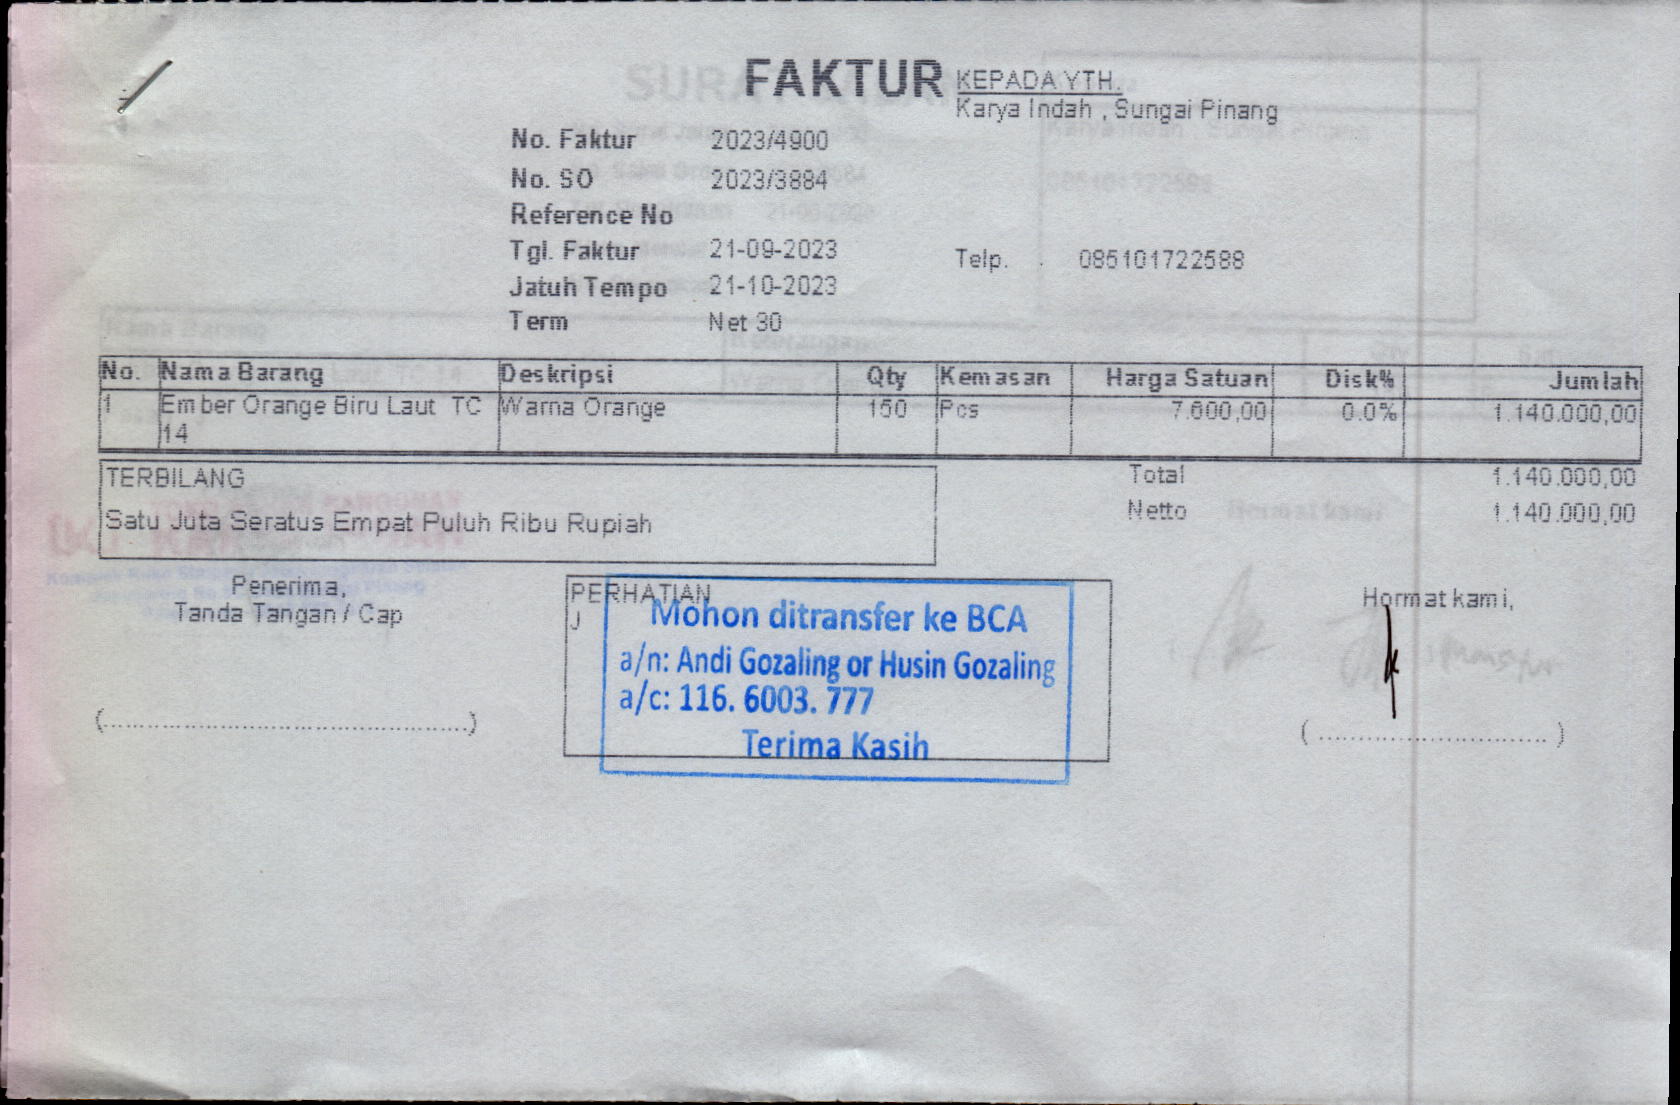 FAKTUR
KEPADA YTH.
Karya Indah , Sungai Pinang
No. Faktur 2023/4900
No. SO 2023/3884
Reference No
Tgl. Faktur 21-09-2023
Telp. 085101722588
Jatuh Tempo 21-10-2023
Term Net 30
No. Nama Barang Deskripsi Qty Kemasan Harga Satuan Disk% Jumlah
1 Ember Orange Biru Laut TC Warna Orange 150 Pcs 7.600,00 0.0% 1.140.000,00
14
TERBILANG
Total 1.140.000,00
Satu Juta Seratus Empat Puluh Ribu Rupiah
Netto 1.140.000,00
Penerima,
Tanda Tangan / Cap
PERHATIAN
J
Mohon ditransfer ke BCA
a/n: Andi Gozaling or Husin Gozaling
a/c: 116. 6003. 777
Terima Kasih
Hormat kami,
(.............................................)
( ............................. )